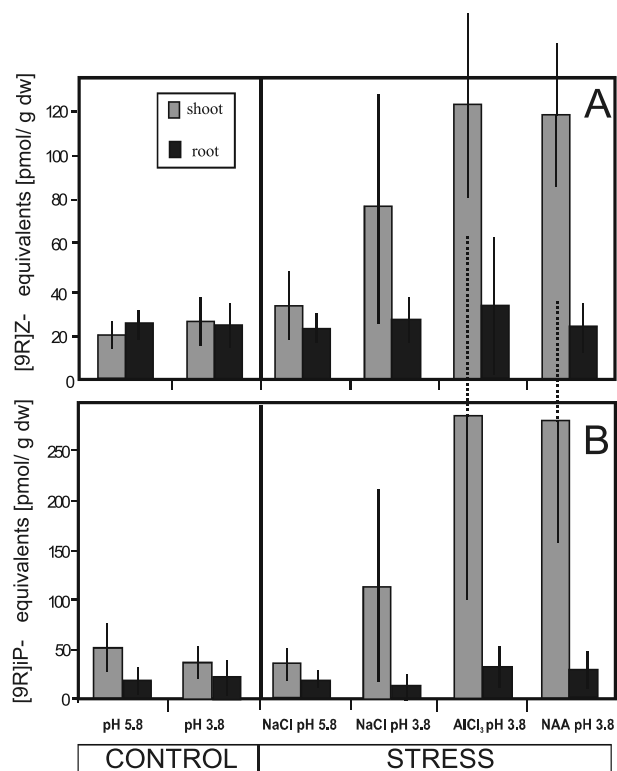 [9R]Z- equivalents [pmol/ g dw]
120
100
80
60
40
20
0
shoot
root
A
[9R]iP- equivalents [pmol/ g dw]
250
200
150
100
50
0
B
pH 5.8 pH 3.8 NaCl pH 5.8 NaCl pH 3.8 AlCl₃ pH 3.8 NAA pH 3.8
CONTROL STRESS